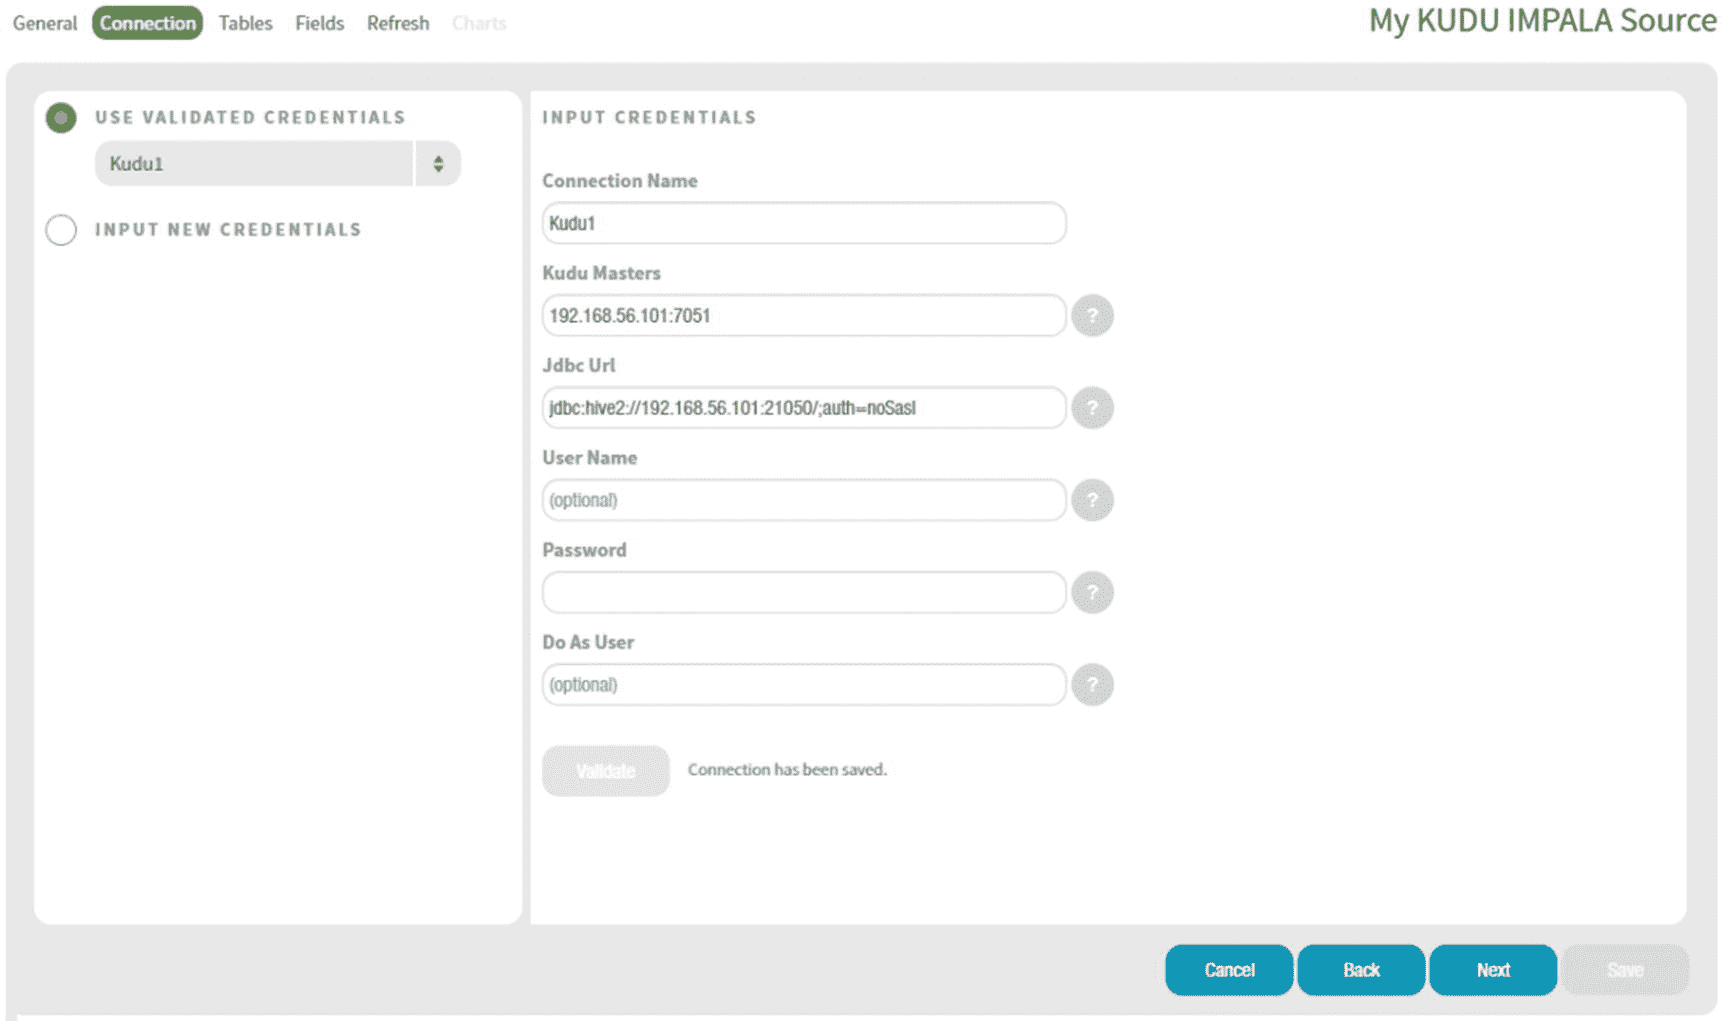 General Connection Tables Fields Refresh Charts
My KUDU IMPALA Source
USE VALIDATED CREDENTIALS
Kudu1
INPUT NEW CREDENTIALS
INPUT CREDENTIALS
Connection Name
Kudu1
Kudu Masters
192.168.56.101:7051
?
Jdbc Url
jdbc:hive2://192.168.56.101:21050/;auth=noSasl
?
User Name
(optional)
?
Password
?
Do As User
(optional)
?
Validate
Connection has been saved.
Cancel Back Next Save